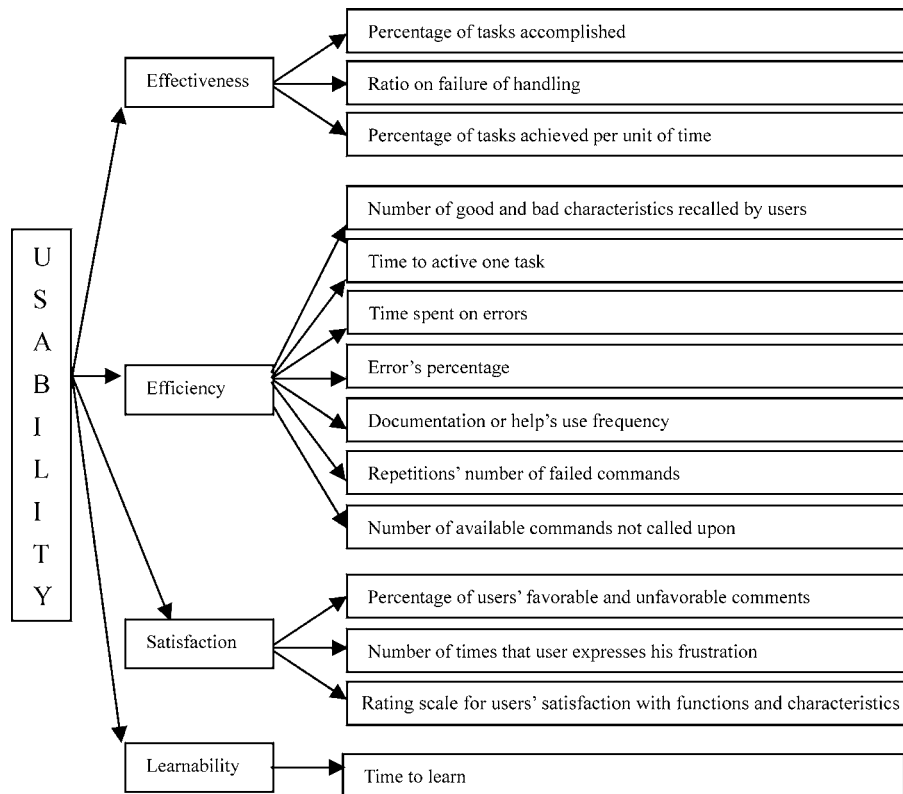 USABILITY
Effectiveness
Percentage of tasks accomplished
Ratio on failure of handling
Percentage of tasks achieved per unit of time
Efficiency
Number of good and bad characteristics recalled by users
Time to active one task
Time spent on errors
Error’s percentage
Documentation or help’s use frequency
Repetitions’ number of failed commands
Number of available commands not called upon
Satisfaction
Percentage of users’ favorable and unfavorable comments
Number of times that user expresses his frustration
Rating scale for users’ satisfaction with functions and characteristics
Learnability
Time to learn